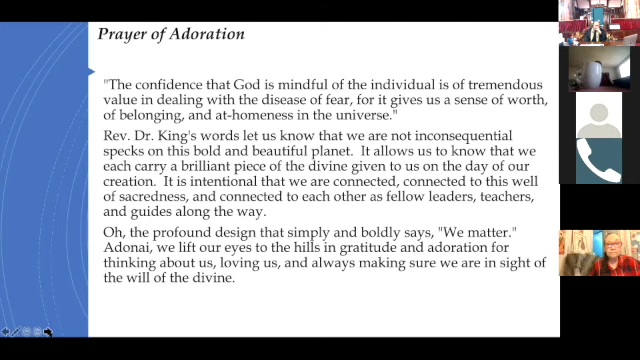 Prayer of Adoration
"The confidence that God is mindful of the individual is of tremendous
value in dealing with the disease of fear, for it gives us a sense of worth,
of belonging, and at-homeness in the universe."
Rev. Dr. King's words let us know that we are not inconsequential
specks on this bold and beautiful planet. It allows us to know that we
each carry a brilliant piece of the divine given to us on the day of our
creation. It is intentional that we are connected, connected to this well
of sacredness, and connected to each other as fellow leaders, teachers,
and guides along the way.
Oh, the profound design that simply and boldly says, "We matter."
Adonai, we lift our eyes to the hills in gratitude and adoration for
thinking about us, loving us, and always making sure we are in sight of
the will of the divine.